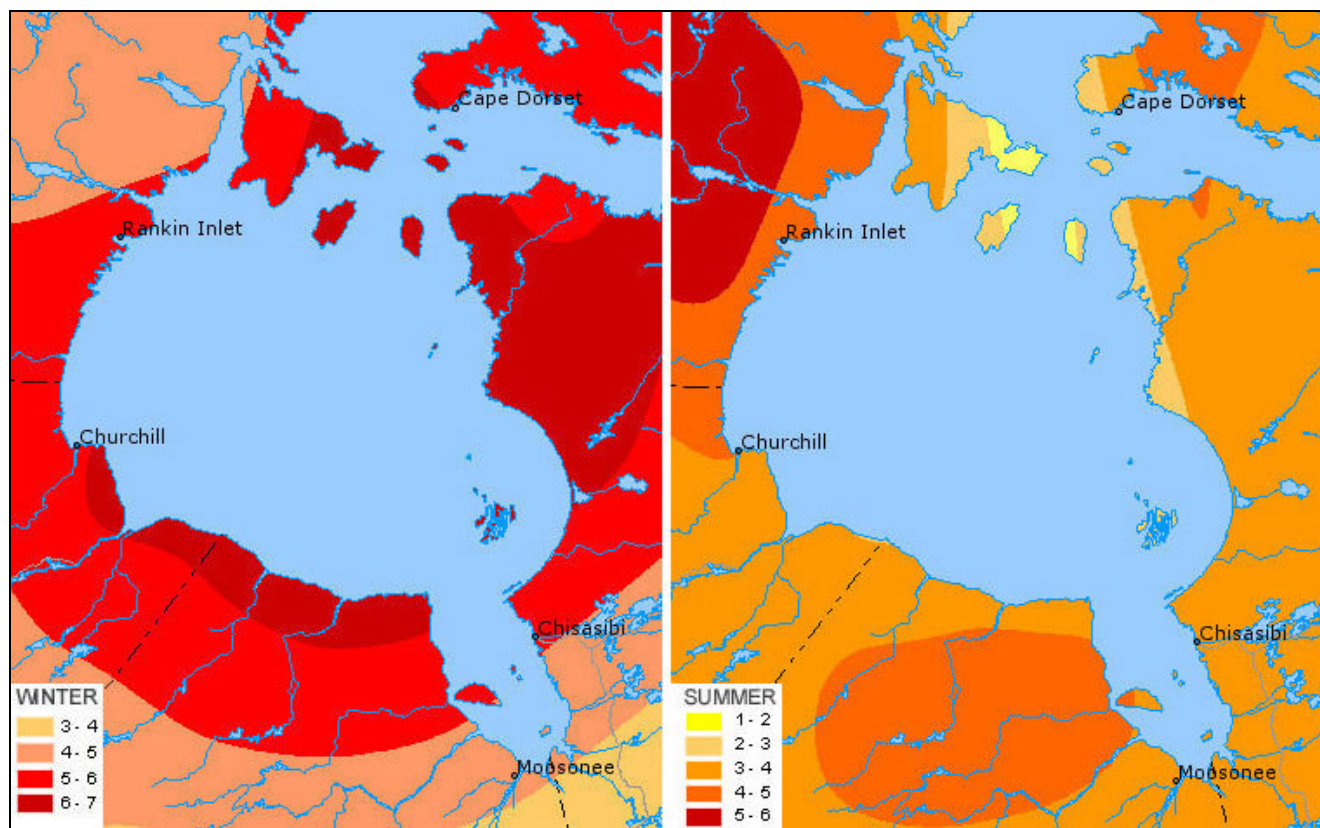 Cape Dorset
Rankin Inlet
Churchill
Chisasibi
Moosonee
WINTER
3 - 4
4 - 5
5 - 6
6 - 7
Cape Dorset
Rankin Inlet
Churchill
Chisasibi
Moosonee
SUMMER
1 - 2
2 - 3
3 - 4
4 - 5
5 - 6